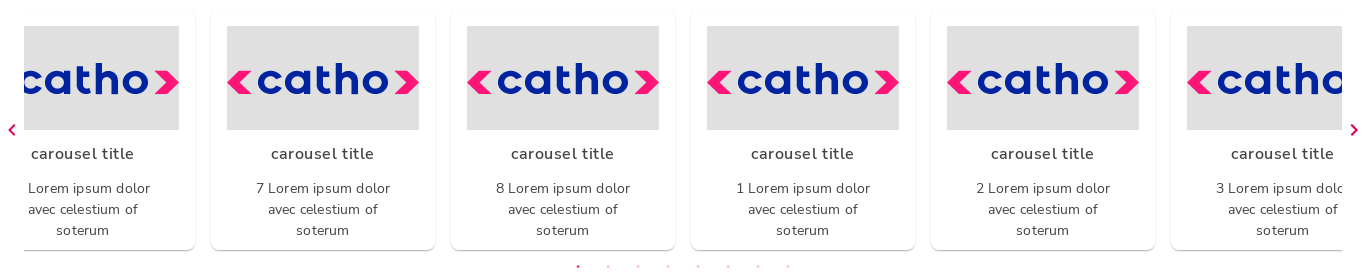 catho catho catho catho catho catho
carousel title carousel title carousel title carousel title carousel title carousel title
Lorem ipsum dolor 7 Lorem ipsum dolor 8 Lorem ipsum dolor 1 Lorem ipsum dolor 2 Lorem ipsum dolor 3 Lorem ipsum dolo
avec celestium of avec celestium of avec celestium of avec celestium of avec celestium of avec celestium of
soterum soterum soterum soterum soterum soterum